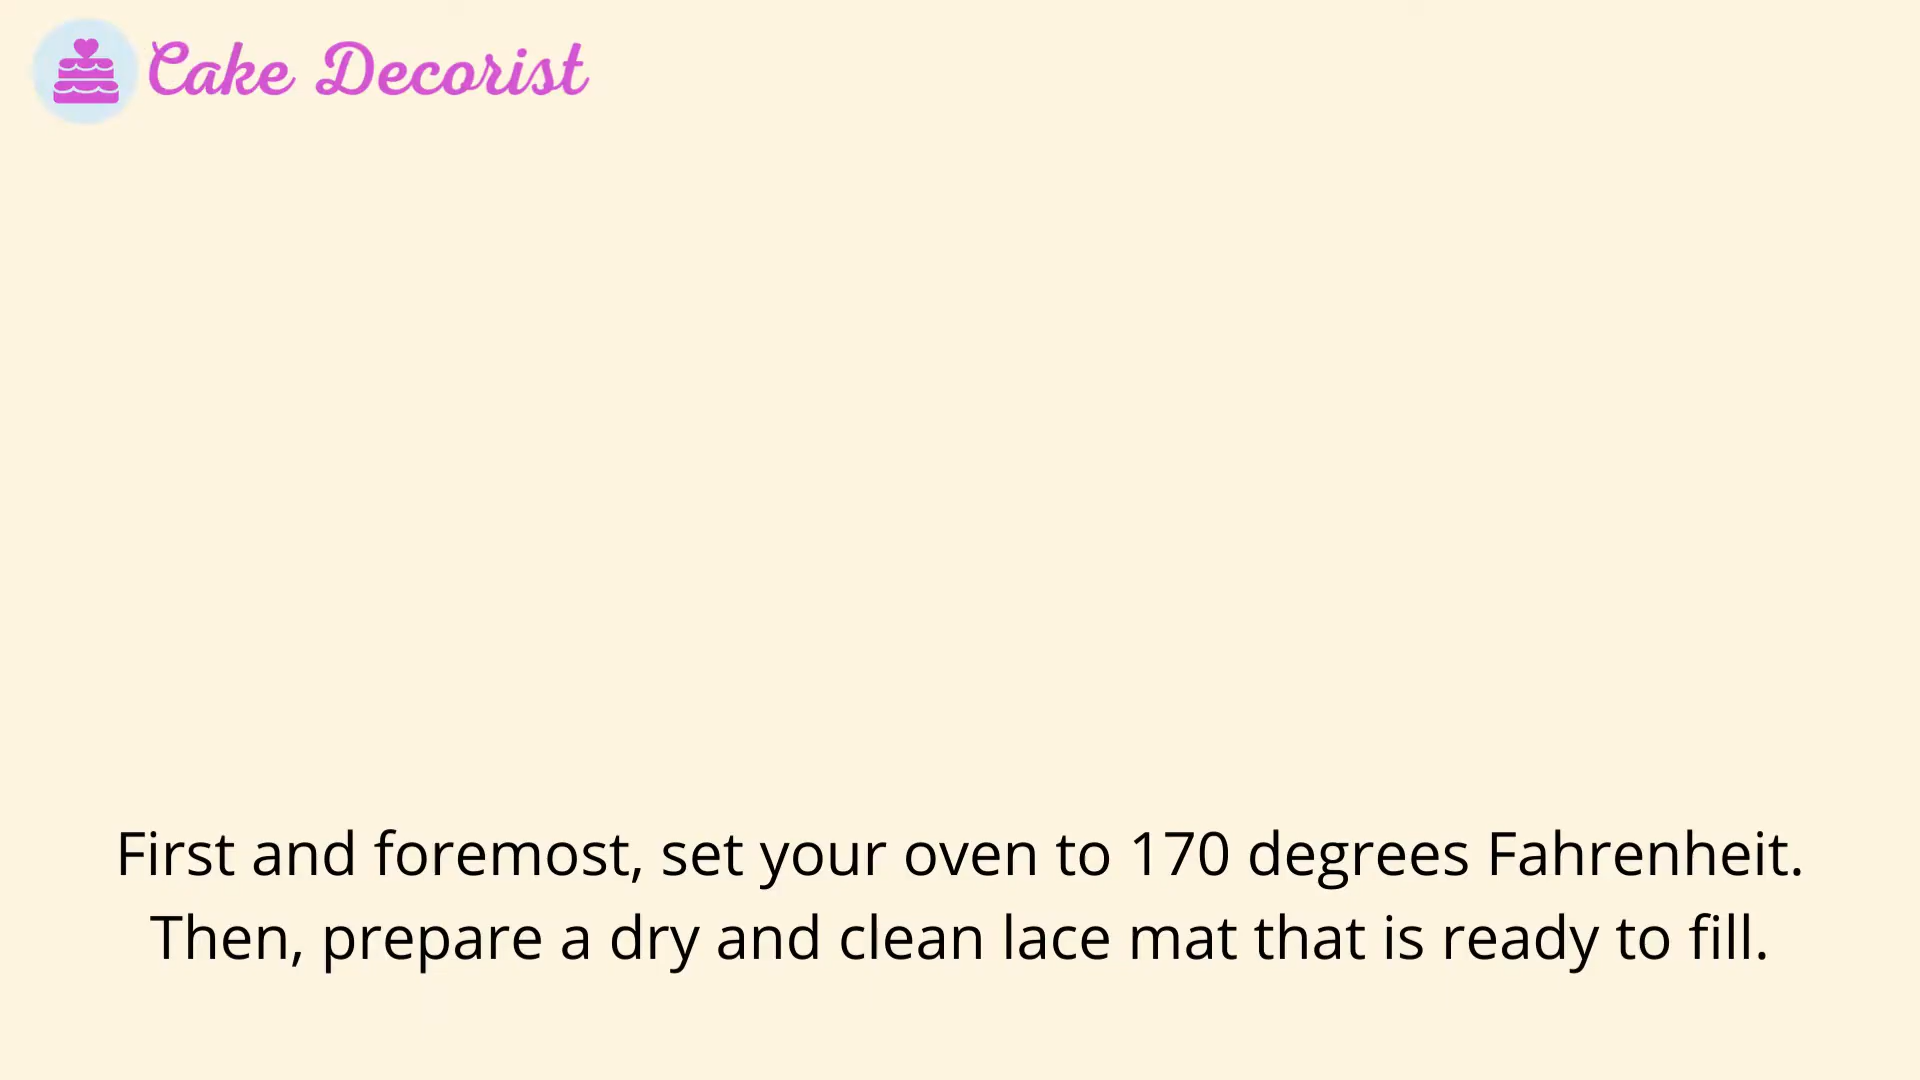 Cake Decorist
First and foremost, set your oven to 170 degrees Fahrenheit.
Then, prepare a dry and clean lace mat that is ready to fill.